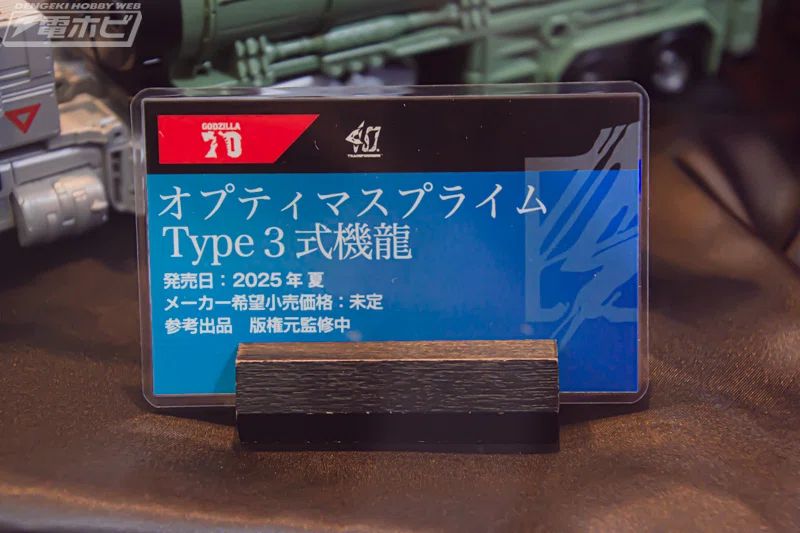 DENGEKI HOBBY WEB
電ホビ
GODZILLA
70
TRANSFORMERS
オプティマスプライム
Type 3 式機龍
発売日：2025 年 夏
メーカー希望小売価格：未定
参考出品　版権元監修中